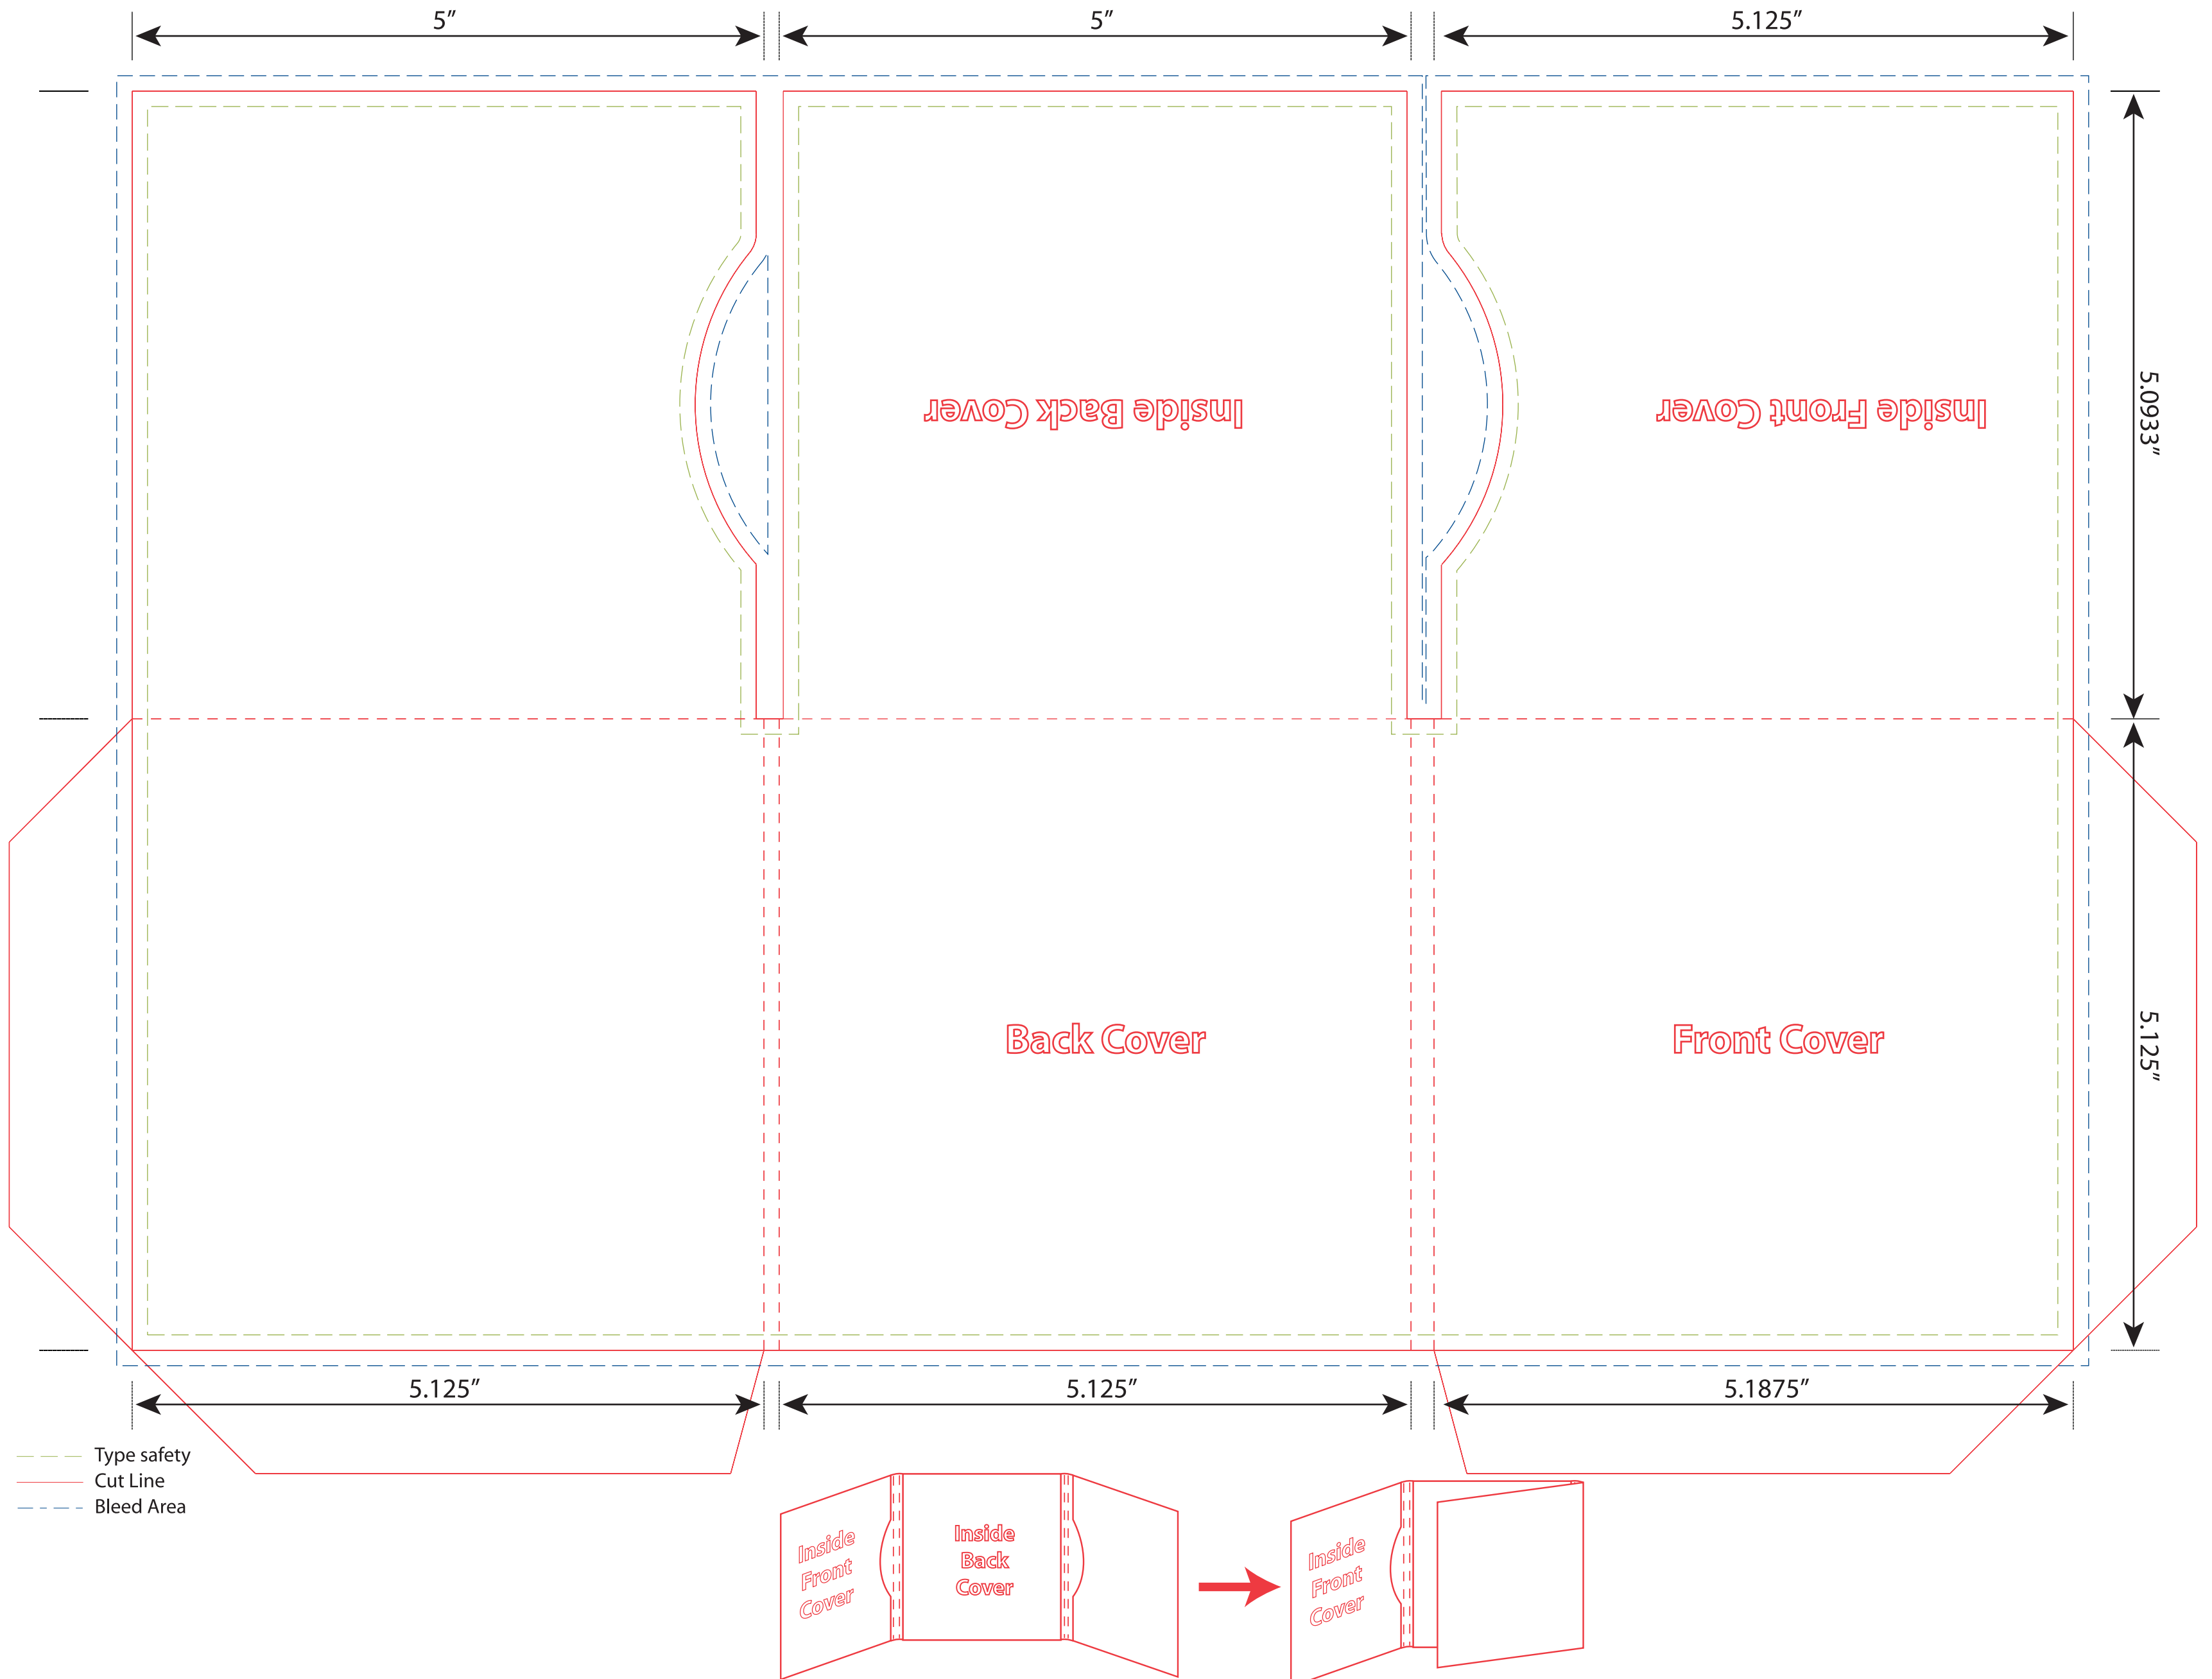 5″ 5″ 5.125″
Inside Back Cover Inside Front Cover
5.0933″
Back Cover Front Cover
5.125″
5.125″ 5.125″ 5.1875″
Type safety
Cut Line
Bleed Area
Inside
Front
Cover
Inside
Back
Cover
Inside
Front
Cover